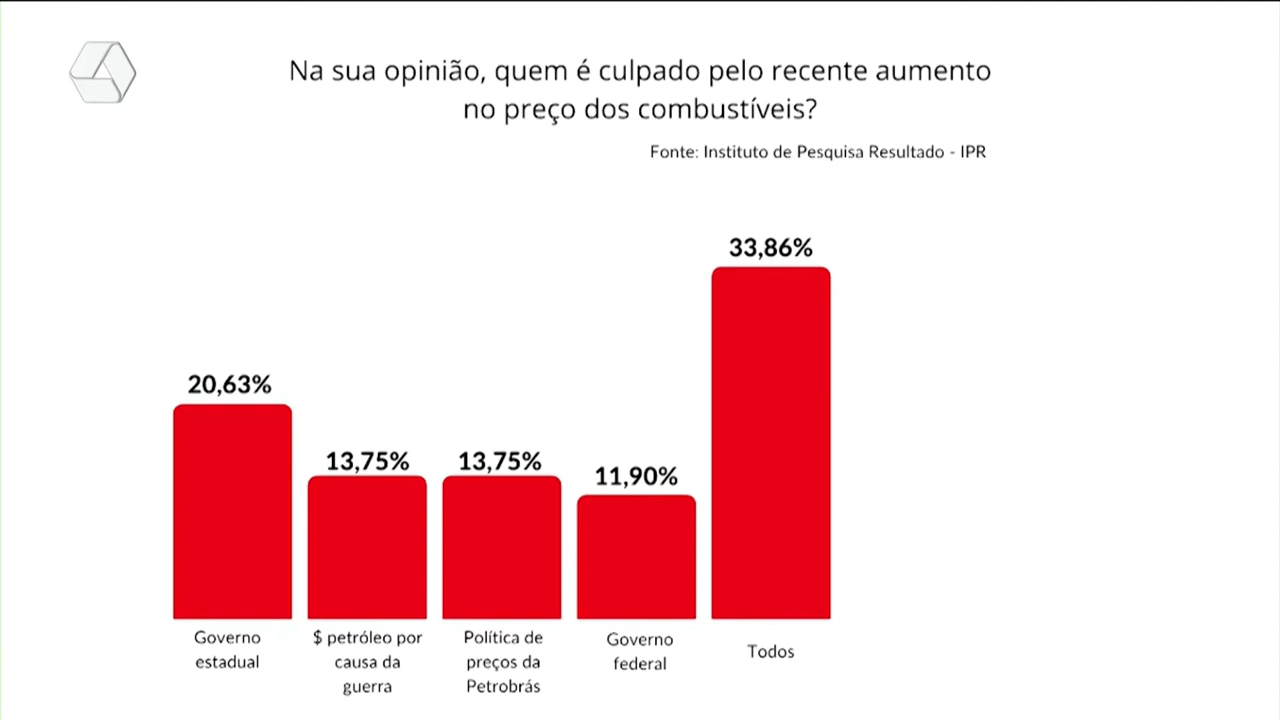 Na sua opinião, quem é culpado pelo recente aumento
no preço dos combustíveis?
Fonte: Instituto de Pesquisa Resultado - IPR
33,86%
20,63%
13,75%
13,75%
11,90%
Governo
estadual
$ petróleo por
causa da
guerra
Política de
preços da
Petrobrás
Governo
federal
Todos